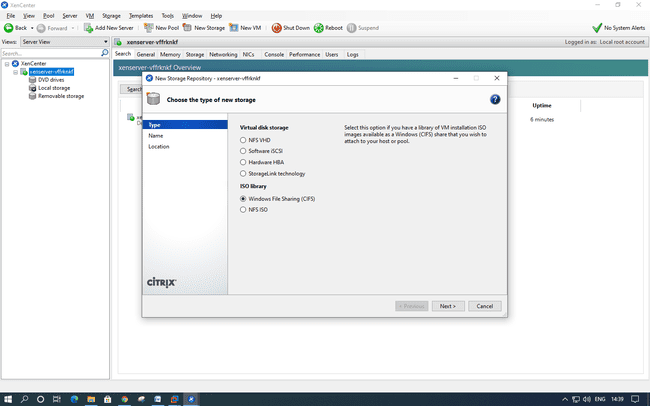 XenCenter
File View Pool Server VM Storage Templates Tools Window Help
Back Forward Add New Server New Pool New Storage New VM Shut Down Reboot Suspend No System Alerts
Views: Server View xenserver-vffrknkf Logged in as: Local root account
Search... Search General Memory Storage Networking NICs Console Performance Users Logs
XenCenter
xenserver-vffrknkf Overview
xenserver-vffrknkf
DVD drives
Local storage
Removable storage
New Storage Repository - xenserver-vffrknkf
Choose the type of new storage
Uptime
6 minutes
Type
Name
Location
Virtual disk storage
NFS VHD
Software iSCSI
Hardware HBA
StorageLink technology
ISO library
Windows File Sharing (CIFS)
NFS ISO
Select this option if you have a library of VM installation ISO
images available as a Windows (CIFS) share that you wish to
attach to your host or pool.
CITRIX
< Previous Next > Cancel
ENG 14:39